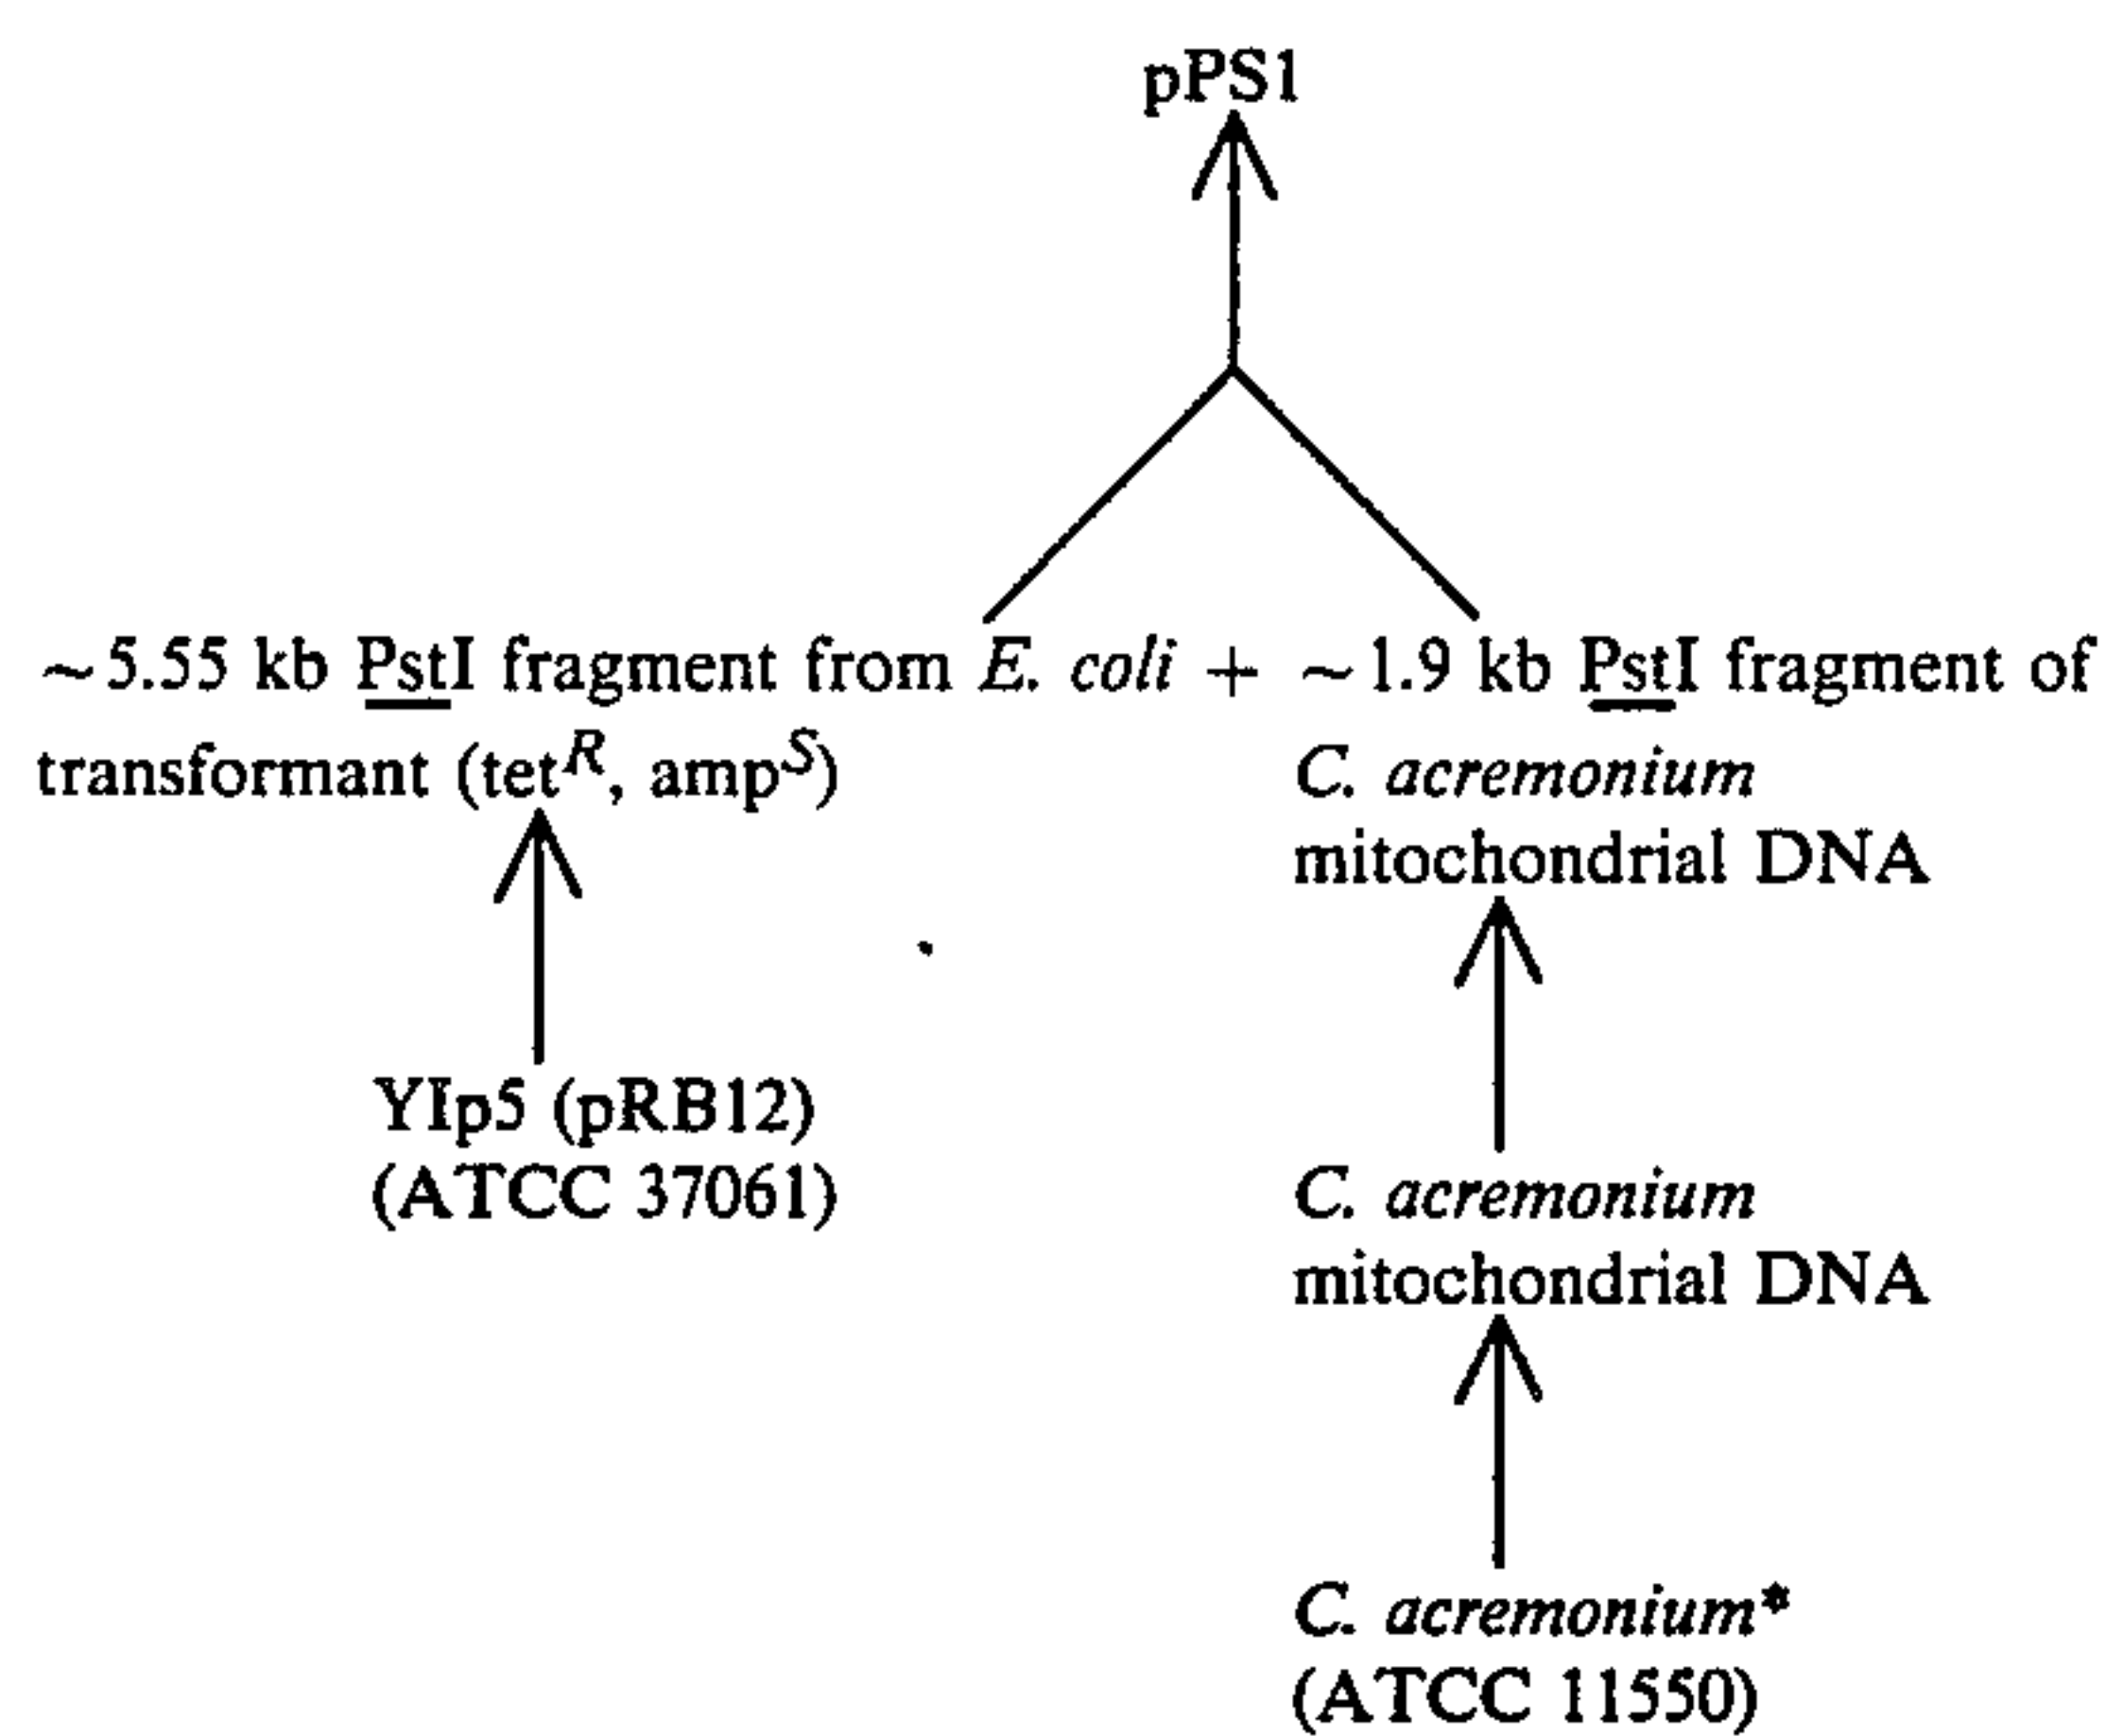 pPS1
~5.55 kb PstI fragment from E. coli + ~1.9 kb PstI fragment of
transformant (tetR, ampS)
C. acremonium
mitochondrial DNA
YIp5 (pRB12)
(ATCC 37061)
C. acremonium
mitochondrial DNA
C. acremonium*
(ATCC 11550)